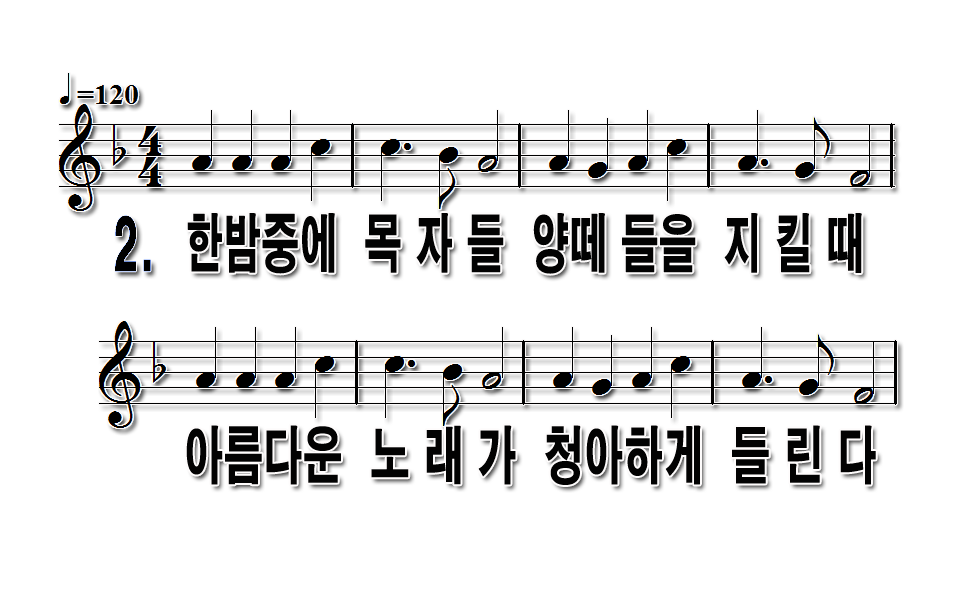 ♩=120
2. 한밤중에 목 자 들 양떼 들을 지 킬 때
아름다운 노 래 가 청아하게 들 린 다